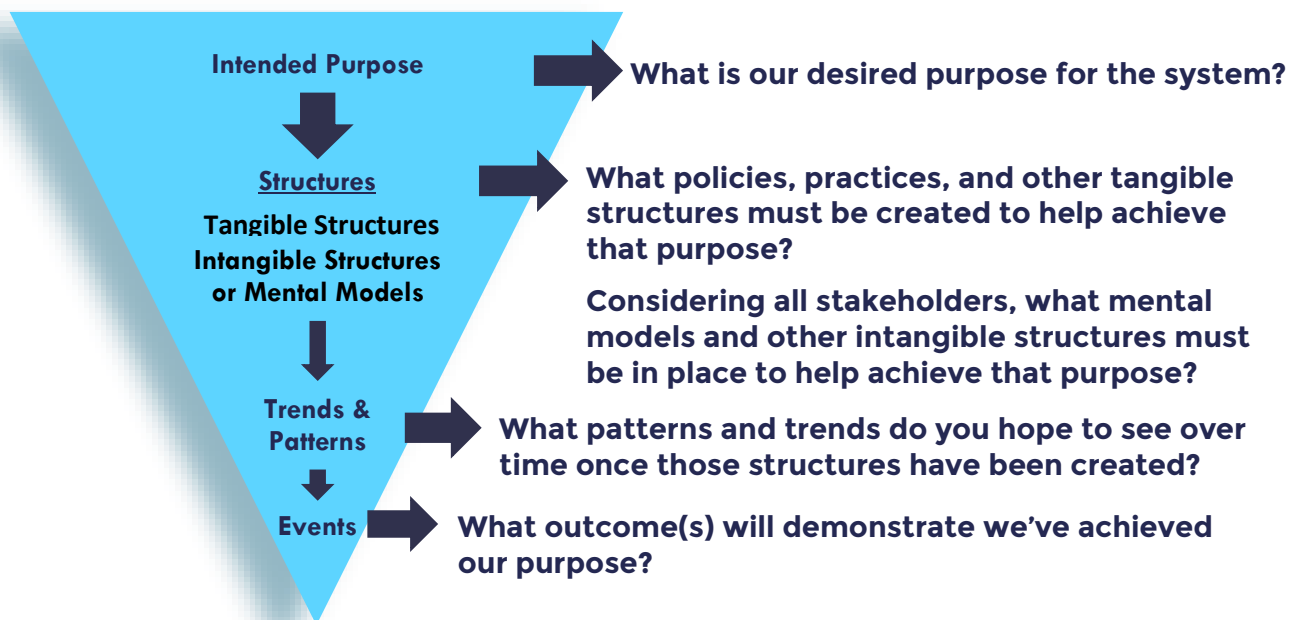 Intended Purpose
What is our desired purpose for the system?
Structures
What policies, practices, and other tangible
structures must be created to help achieve
that purpose?
Tangible Structures
Intangible Structures
or Mental Models
Considering all stakeholders, what mental
models and other intangible structures must
be in place to help achieve that purpose?
Trends &
Patterns
What patterns and trends do you hope to see over
time once those structures have been created?
Events
What outcome(s) will demonstrate we’ve achieved
our purpose?